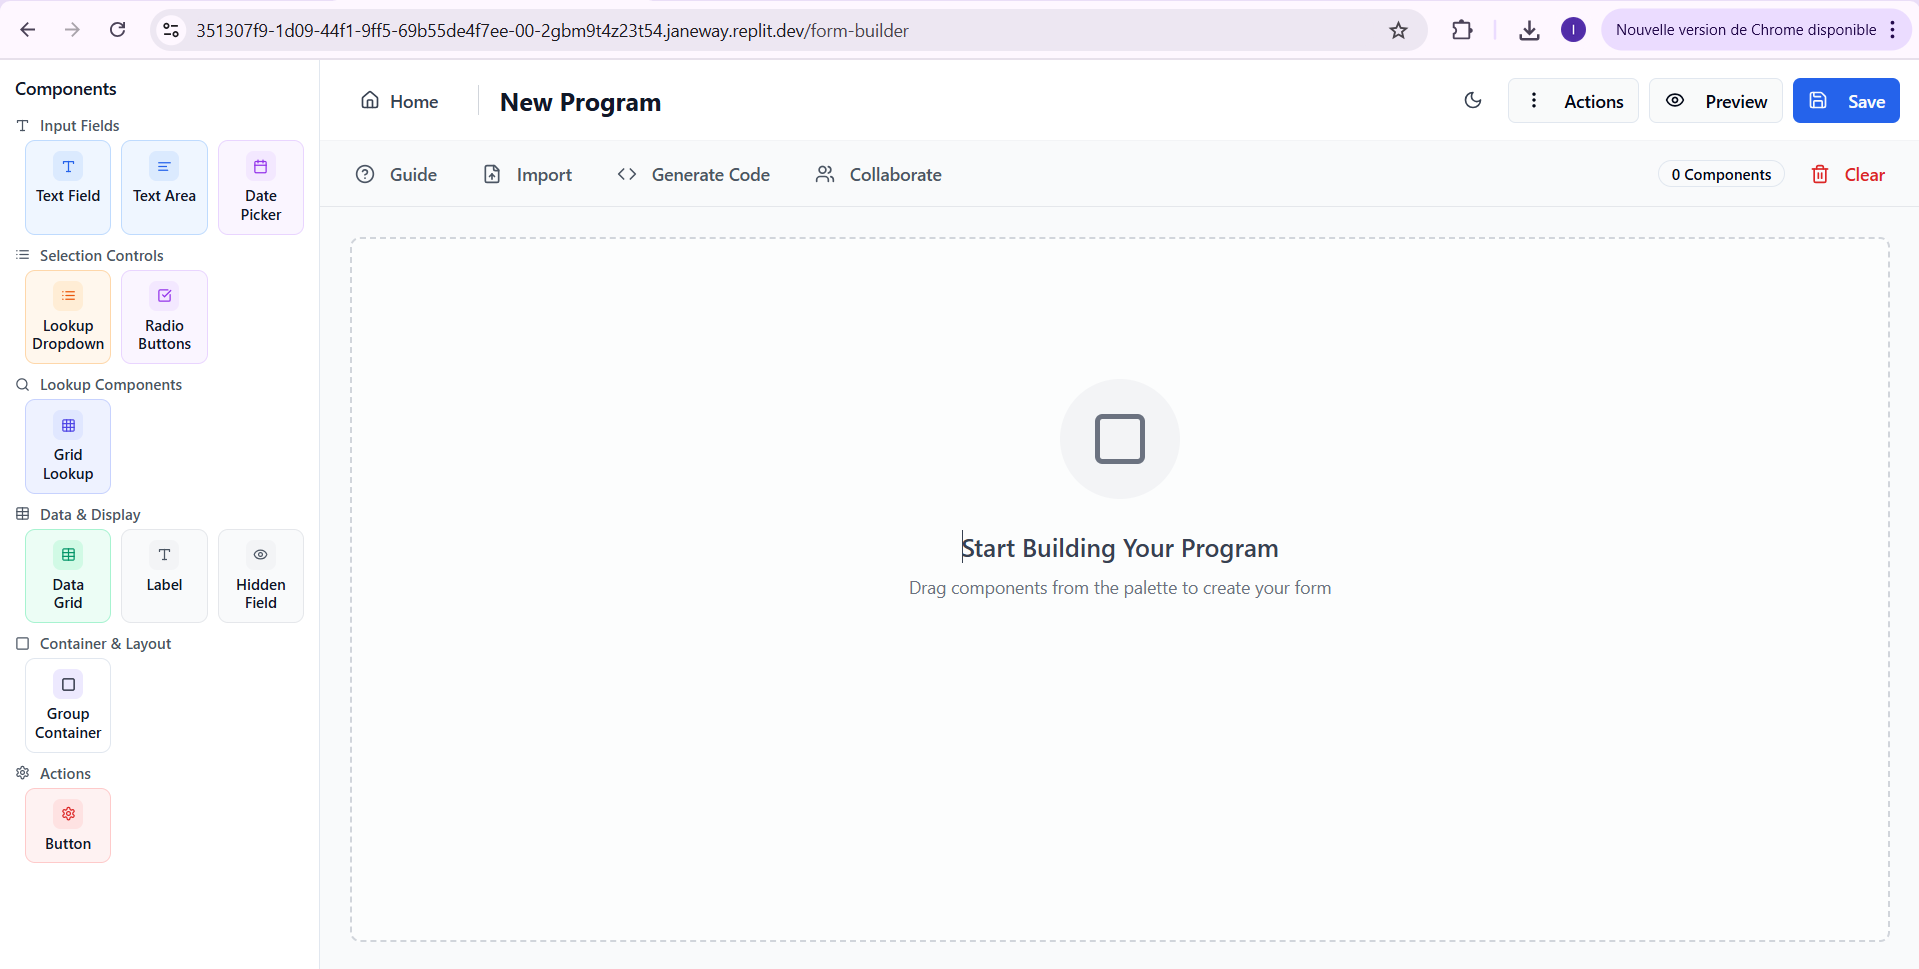 351307f9-1d09-44f1-9ff5-69b55de4f7ee-00-2gbm9t4z23t54.janeway.replit.dev/form-builder
I
Nouvelle version de Chrome disponible
Components
Input Fields
Text Field
Text Area
Date
Picker
Selection Controls
Lookup
Dropdown
Radio
Buttons
Lookup Components
Grid
Lookup
Data & Display
Data
Grid
Label
Hidden
Field
Container & Layout
Group
Container
Actions
Button
Home
New Program
Actions
Preview
Save
Guide
Import
Generate Code
Collaborate
0 Components
Clear
Start Building Your Program
Drag components from the palette to create your form